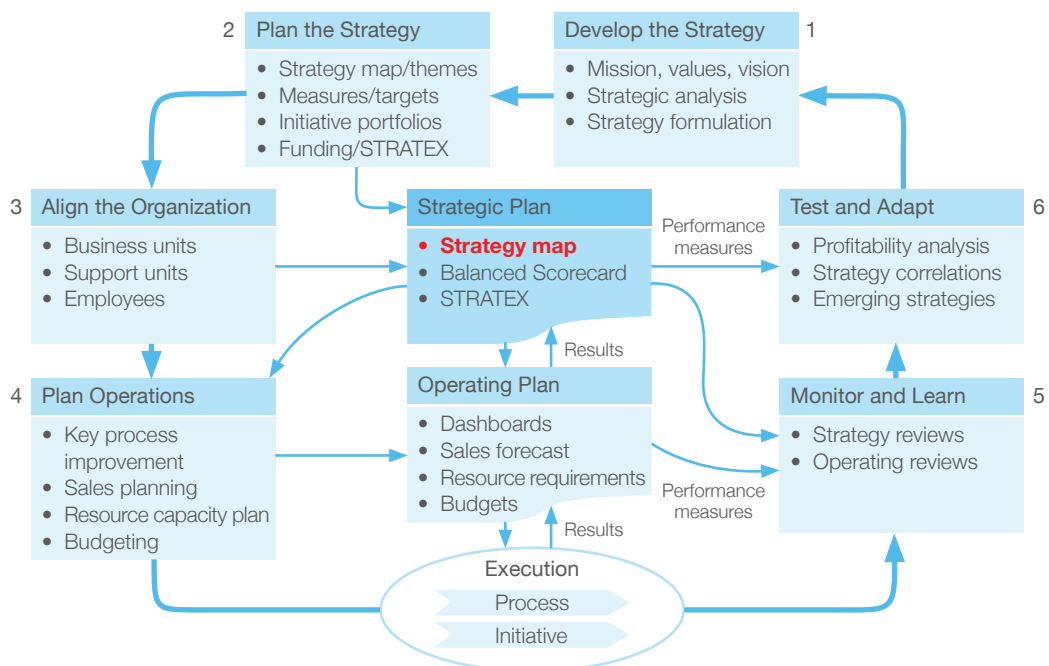 2
Plan the Strategy
• Strategy map/themes
• Measures/targets
• Initiative portfolios
• Funding/STRATEX
Develop the Strategy
1
• Mission, values, vision
• Strategic analysis
• Strategy formulation
3
Align the Organization
• Business units
• Support units
• Employees
Strategic Plan
• Strategy map
• Balanced Scorecard
• STRATEX
Performance
measures
Test and Adapt
6
• Profitability analysis
• Strategy correlations
• Emerging strategies
Results
4
Plan Operations
• Key process
improvement
• Sales planning
• Resource capacity plan
• Budgeting
Operating Plan
• Dashboards
• Sales forecast
• Resource requirements
• Budgets
Performance
measures
Monitor and Learn
5
• Strategy reviews
• Operating reviews
Results
Execution
Process
Initiative